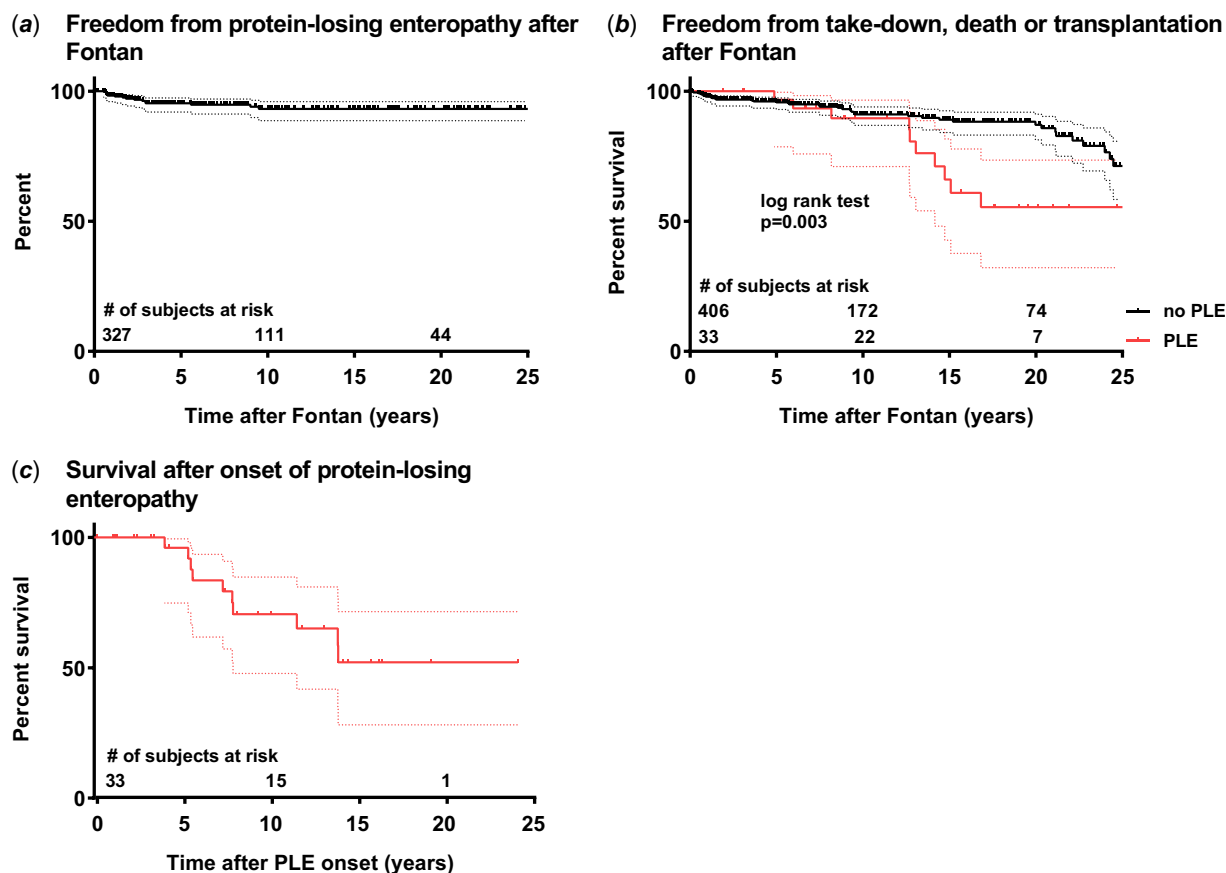 (a) Freedom from protein-losing enteropathy after
Fontan
100
50
0
Percent
# of subjects at risk
327 111 44
0 5 10 15 20 25
Time after Fontan (years)
(b) Freedom from take-down, death or transplantation
after Fontan
100
50
0
Percent survival
log rank test
p=0.003
# of subjects at risk
406 172 74
33 22 7
no PLE
PLE
0 5 10 15 20 25
Time after Fontan (years)
(c) Survival after onset of protein-losing
enteropathy
100
50
0
Percent survival
# of subjects at risk
33 15 1
0 5 10 15 20 25
Time after PLE onset (years)